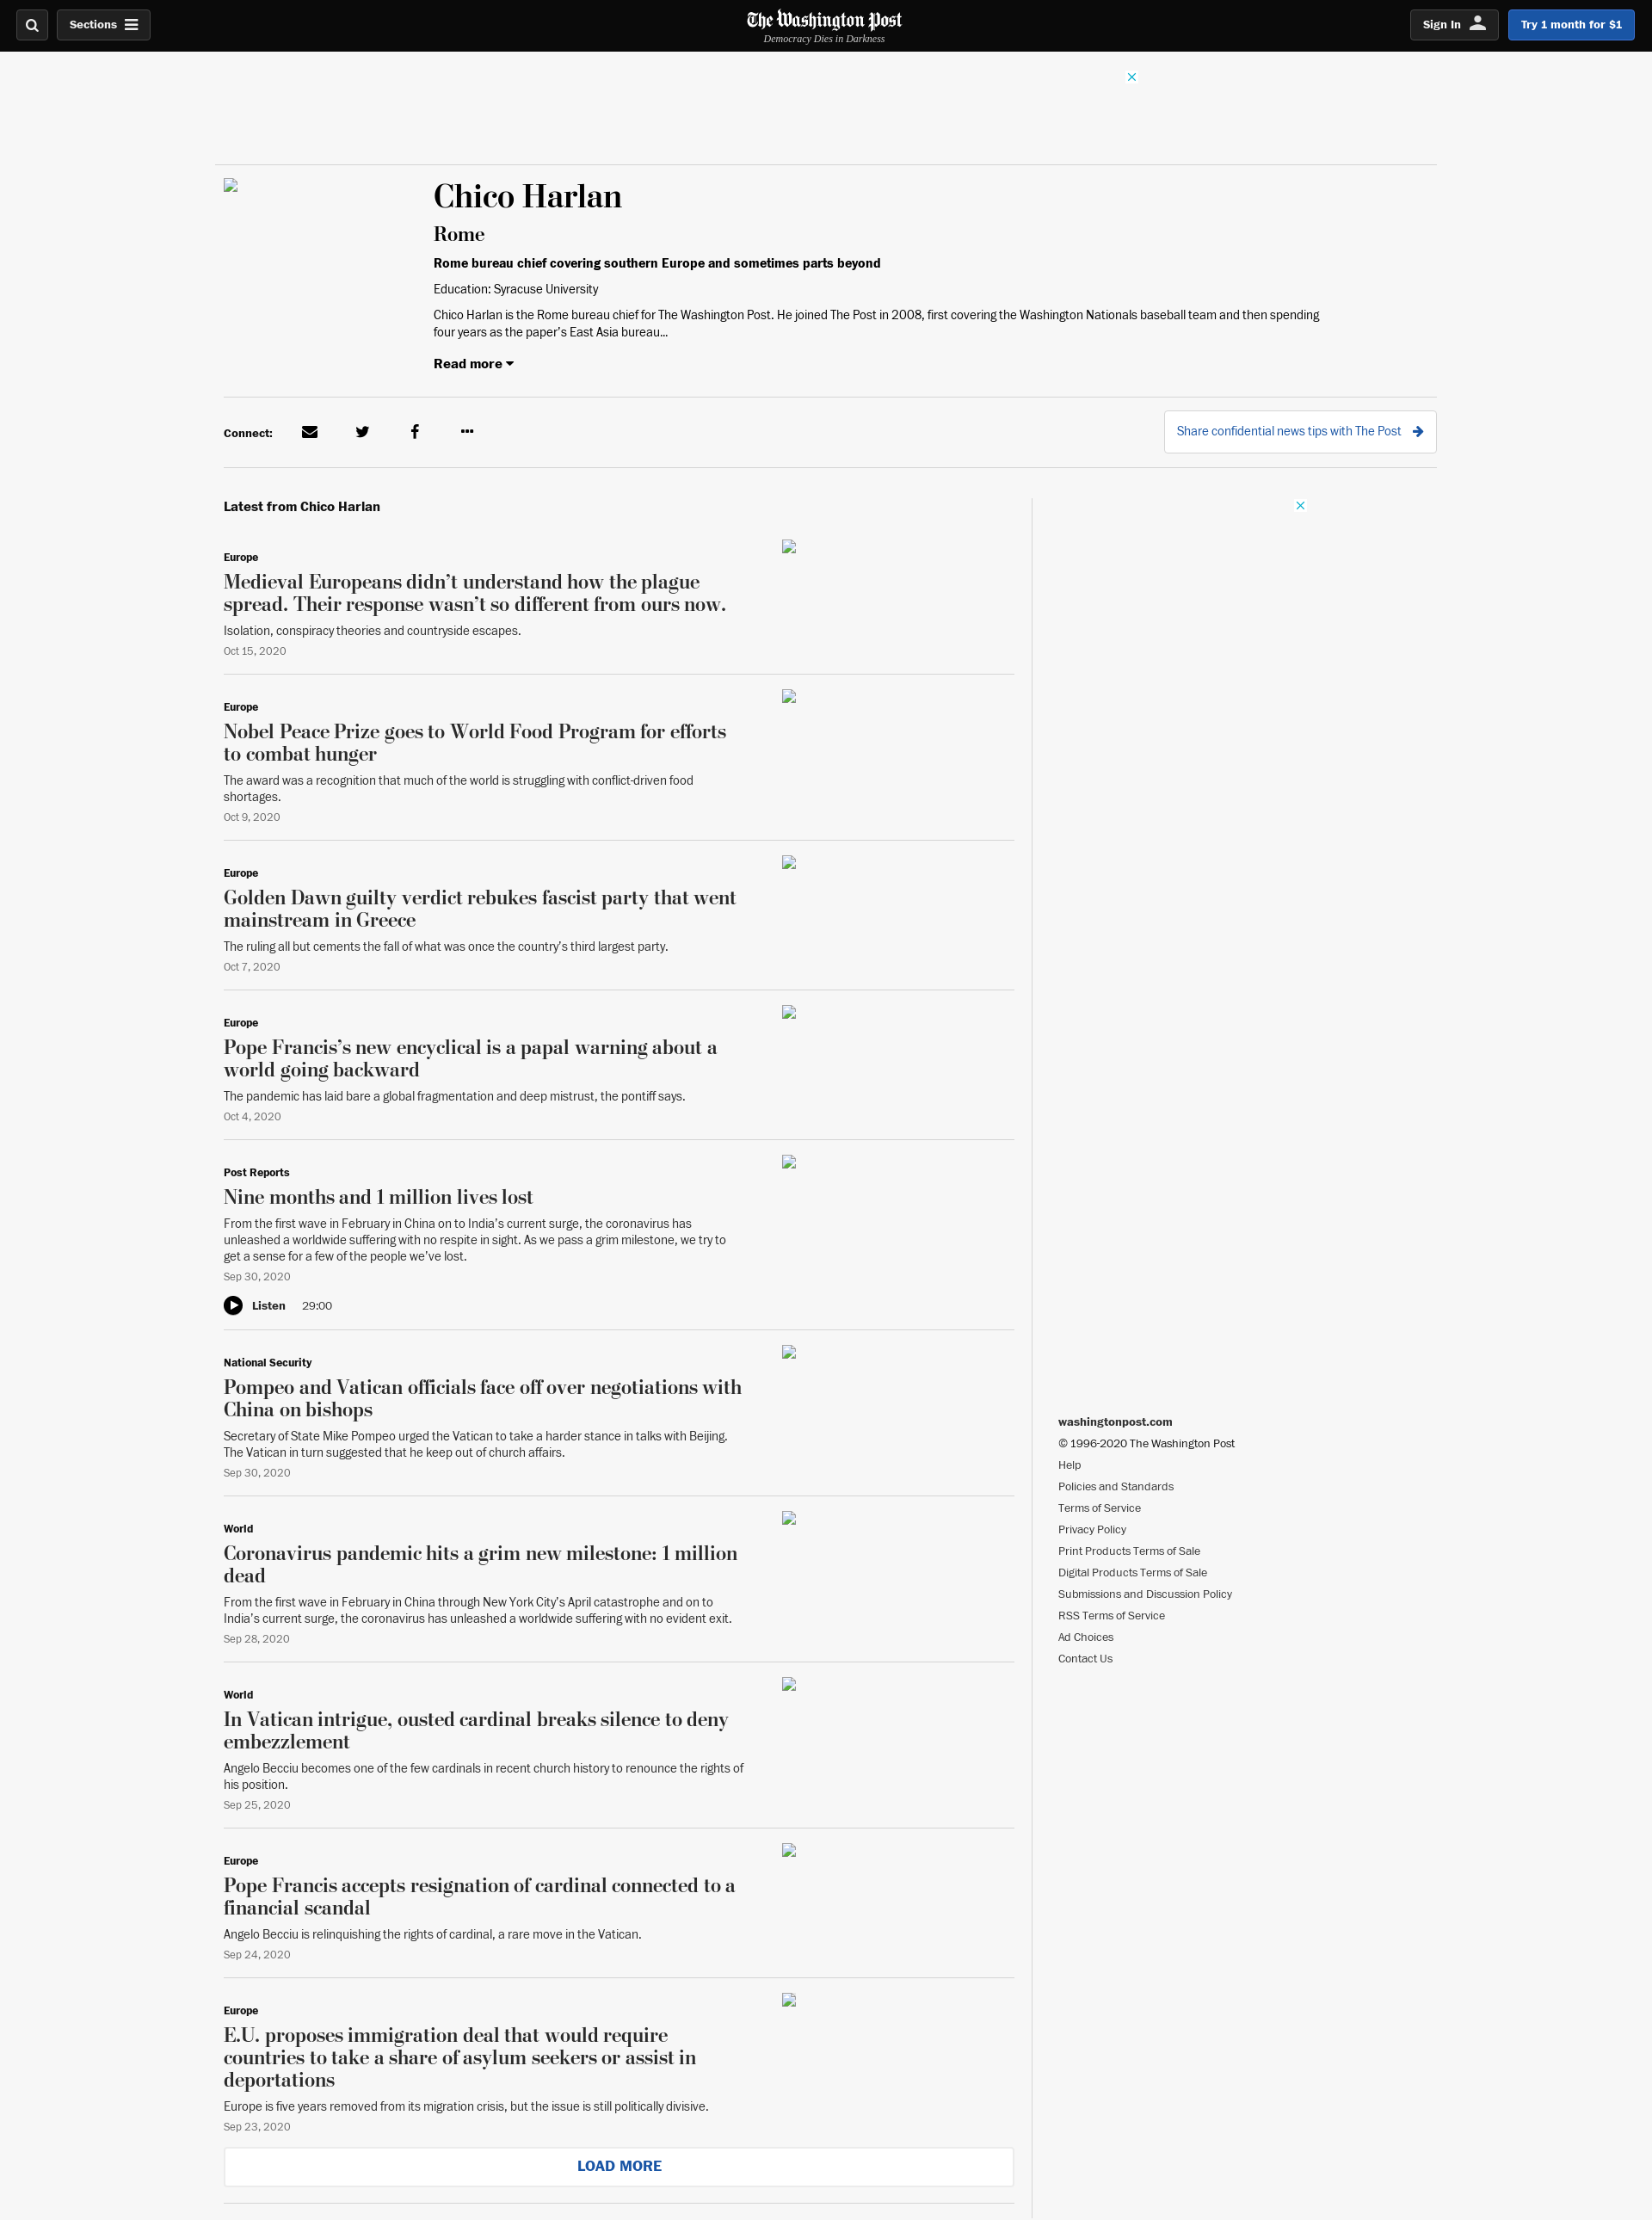 Sections
The Washington Post
Democracy Dies in Darkness
Sign In
Try 1 month for $1
Chico Harlan
Rome
Rome bureau chief covering southern Europe and sometimes parts beyond
Education: Syracuse University
Chico Harlan is the Rome bureau chief for The Washington Post. He joined The Post in 2008, first covering the Washington Nationals baseball team and then spending
four years as the paper’s East Asia bureau...
Read more
Connect:
Share confidential news tips with The Post
Latest from Chico Harlan
Europe
Medieval Europeans didn’t understand how the plague
spread. Their response wasn’t so different from ours now.
Isolation, conspiracy theories and countryside escapes.
Oct 15, 2020
Europe
Nobel Peace Prize goes to World Food Program for efforts
to combat hunger
The award was a recognition that much of the world is struggling with conflict-driven food
shortages.
Oct 9, 2020
Europe
Golden Dawn guilty verdict rebukes fascist party that went
mainstream in Greece
The ruling all but cements the fall of what was once the country’s third largest party.
Oct 7, 2020
Europe
Pope Francis’s new encyclical is a papal warning about a
world going backward
The pandemic has laid bare a global fragmentation and deep mistrust, the pontiff says.
Oct 4, 2020
Post Reports
Nine months and 1 million lives lost
From the first wave in February in China on to India’s current surge, the coronavirus has
unleashed a worldwide suffering with no respite in sight. As we pass a grim milestone, we try to
get a sense for a few of the people we’ve lost.
Sep 30, 2020
Listen 29:00
National Security
Pompeo and Vatican officials face off over negotiations with
China on bishops
Secretary of State Mike Pompeo urged the Vatican to take a harder stance in talks with Beijing.
The Vatican in turn suggested that he keep out of church affairs.
Sep 30, 2020
World
Coronavirus pandemic hits a grim new milestone: 1 million
dead
From the first wave in February in China through New York City’s April catastrophe and on to
India’s current surge, the coronavirus has unleashed a worldwide suffering with no evident exit.
Sep 28, 2020
World
In Vatican intrigue, ousted cardinal breaks silence to deny
embezzlement
Angelo Becciu becomes one of the few cardinals in recent church history to renounce the rights of
his position.
Sep 25, 2020
Europe
Pope Francis accepts resignation of cardinal connected to a
financial scandal
Angelo Becciu is relinquishing the rights of cardinal, a rare move in the Vatican.
Sep 24, 2020
Europe
E.U. proposes immigration deal that would require
countries to take a share of asylum seekers or assist in
deportations
Europe is five years removed from its migration crisis, but the issue is still politically divisive.
Sep 23, 2020
LOAD MORE
washingtonpost.com
© 1996-2020 The Washington Post
Help
Policies and Standards
Terms of Service
Privacy Policy
Print Products Terms of Sale
Digital Products Terms of Sale
Submissions and Discussion Policy
RSS Terms of Service
Ad Choices
Contact Us